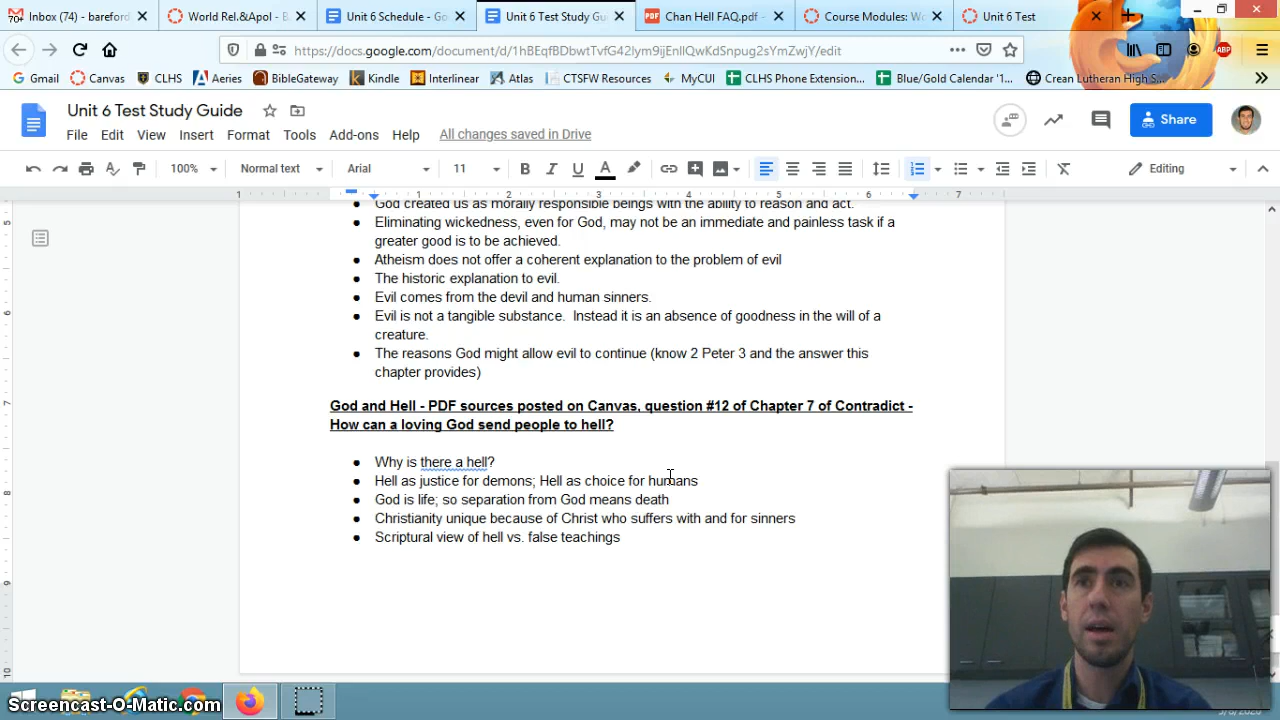 70+ Inbox (74) - bareford
World Rel&Apol - B
Unit 6 Schedule - Go
Unit 6 Test Study Gu
PDF Chan Hell FAQ.pdf
Course Modules: Wo
Unit 6 Test
https://docs.google.com/document/d/
ABP
Gmail Canvas CLHS Aeries BibleGateway Kindle Interlinear Atlas CTSFW Resources MyCUI CLHS Phone Extension... Blue/Gold Calendar '1... Crean Lutheran High S...
Unit 6 Test Study Guide
File Edit View Insert Format Tools Add-ons Help All changes saved in Drive
Share
100% Normal text Arial B I U A Editing
1 1 2 3 4 5 6 7
God created us as morally responsible beings with the ability to reason and act.
Eliminating wickedness, even for God, may not be an immediate and painless task if a
greater good is to be achieved.
Atheism does not offer a coherent explanation to the problem of evil
The historic explanation to evil.
Evil comes from the devil and human sinners.
Evil is not a tangible substance. Instead it is an absence of goodness in the will of a
creature.
The reasons God might allow evil to continue (know 2 Peter 3 and the answer this
chapter provides)
God and Hell - PDF sources posted on Canvas, question #12 of Chapter 7 of Contradict -
How can a loving God send people to hell?
Why is there a hell?
Hell as justice for demons; Hell as choice for humans
God is life; so separation from God means death
Christianity unique because of Christ who suffers with and for sinners
Scriptural view of hell vs. false teachings
Screencast-O-Matic.com